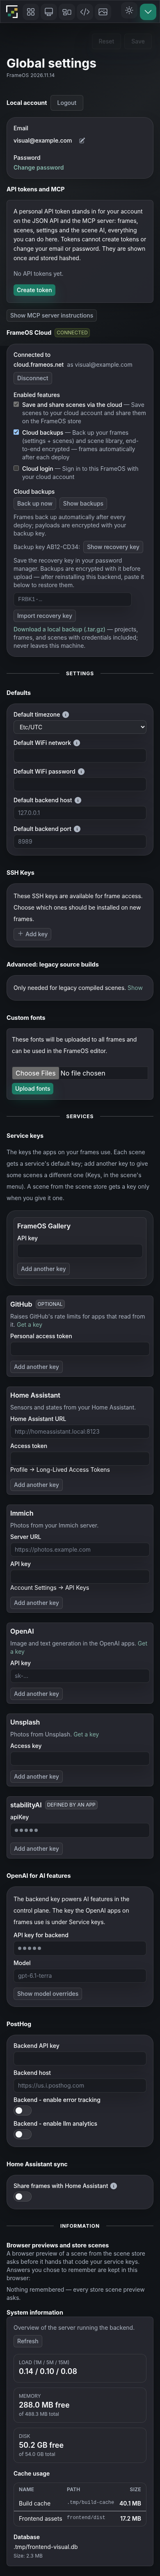 Reset Save
Global settings
FrameOS 2026.11.14
Local account Logout
Email
visual@example.com
Password
Change password
API tokens and MCP
A personal API token stands in for your account
on the JSON API and the MCP server: frames,
scenes, settings and the scene AI, everything
you can do here. Tokens cannot create tokens or
change your email or password. They are shown
once and stored hashed.
No API tokens yet.
Create token
Show MCP server instructions
FrameOS Cloud CONNECTED
Connected to
cloud.frameos.net as visual@example.com
Disconnect
Enabled features
Save and share scenes via the cloud — Save
scenes to your cloud account and share them
on the FrameOS store
Cloud backups — Back up your frames
(settings + scenes) and scene library, end-
to-end encrypted — frames automatically
after each deploy
Cloud login — Sign in to this FrameOS with
your cloud account
Cloud backups
Back up now Show backups
Frames back up automatically after every
deploy; payloads are encrypted with your
backup key.
Backup key AB12-CD34: Show recovery key
Save the recovery key in your password
manager. Backups are encrypted with it before
upload — after reinstalling this backend, paste it
below to restore them.
FRBK1-…
Import recovery key
Download a local backup (.tar.gz) — projects,
frames, and scenes with credentials included;
never leaves this machine.
SETTINGS
Defaults
Default timezone
Etc/UTC
Default WiFi network
Default WiFi password
Default backend host
127.0.0.1
Default backend port
8989
SSH Keys
These SSH keys are available for frame access.
Choose which ones should be installed on new
frames.
+ Add key
Advanced: legacy source builds
Only needed for legacy compiled scenes. Show
Custom fonts
These fonts will be uploaded to all frames and
can be used in the FrameOS editor.
Choose Files No file chosen
Upload fonts
SERVICES
Service keys
The keys the apps on your frames use. Each scene
gets a service's default key; add another key to give
some scenes a different one (Keys, in the scene's
menu). A scene from the scene store gets a key only
when you give it one.
FrameOS Gallery
API key
Add another key
GitHub OPTIONAL
Raises GitHub's rate limits for apps that read from
it. Get a key
Personal access token
Add another key
Home Assistant
Sensors and states from your Home Assistant.
Home Assistant URL
http://homeassistant.local:8123
Access token
Profile → Long-Lived Access Tokens
Add another key
Immich
Photos from your Immich server.
Server URL
https://photos.example.com
API key
Account Settings → API Keys
Add another key
OpenAI
Image and text generation in the OpenAI apps. Get
a key
API key
sk-...
Add another key
Unsplash
Photos from Unsplash. Get a key
Access key
Add another key
stabilityAI DEFINED BY AN APP
apiKey
●●●●●
Add another key
OpenAI for AI features
The backend key powers AI features in the
control plane. The key the OpenAI apps on
frames use is under Service keys.
API key for backend
●●●●●
Model
gpt-6.1-terra
Show model overrides
PostHog
Backend API key
Backend host
https://us.i.posthog.com
Backend - enable error tracking
Backend - enable llm analytics
Home Assistant sync
Share frames with Home Assistant
INFORMATION
Browser previews and store scenes
A browser preview of a scene from the scene store
asks before it hands that code your service keys.
Answers you chose to remember are kept in this
browser:
Nothing remembered — every store scene preview
asks.
System information
Overview of the server running the backend.
Refresh
LOAD (1M / 5M / 15M)
0.14 / 0.10 / 0.08
MEMORY
288.0 MB free
of 488.3 MB total
DISK
50.2 GB free
of 54.0 GB total
Cache usage
NAME PATH SIZE
Build cache .tmp/build-cache 40.1 MB
Frontend assets frontend/dist 17.2 MB
Database
.tmp/frontend-visual.db
Size: 2.3 MB